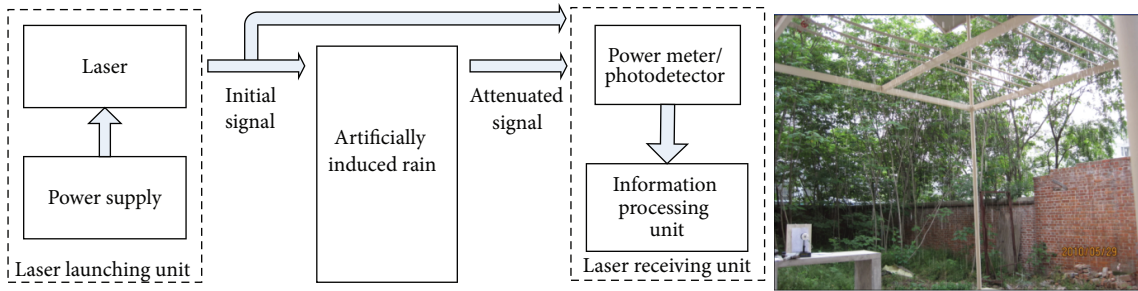 Laser
Power supply
Laser launching unit
Initial
signal
Artificially
induced rain
Attenuated
signal
Power meter/
photodetector
Information
processing
unit
Laser receiving unit
2010/05/29